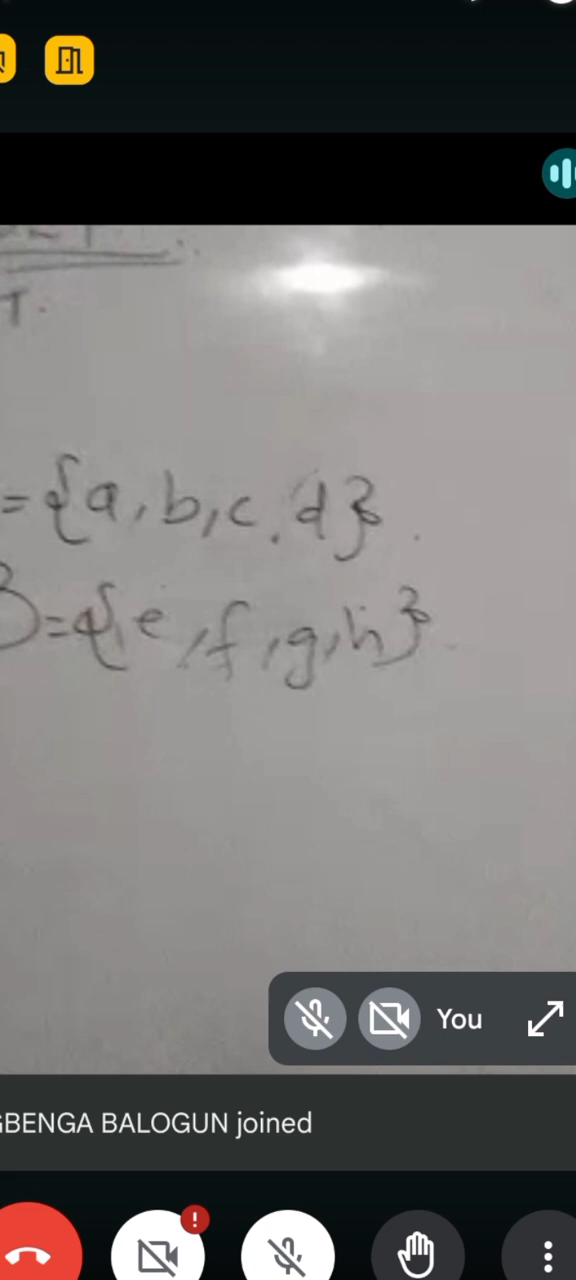 T.
={a,b,c,d}.
B={e,f,g,h}.
You
GBENGA BALOGUN joined